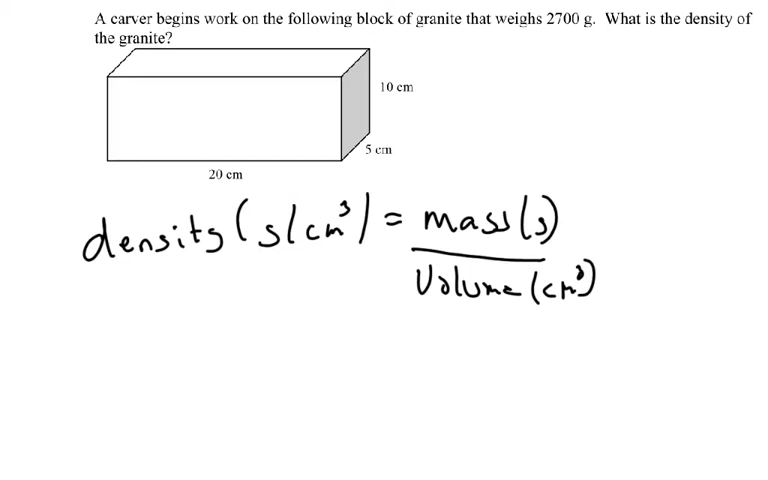 A carver begins work on the following block of granite that weighs 2700 g. What is the density of
the granite?
10 cm
5 cm
20 cm
density (g/cm³) = mass (g)
Volume (cm³)